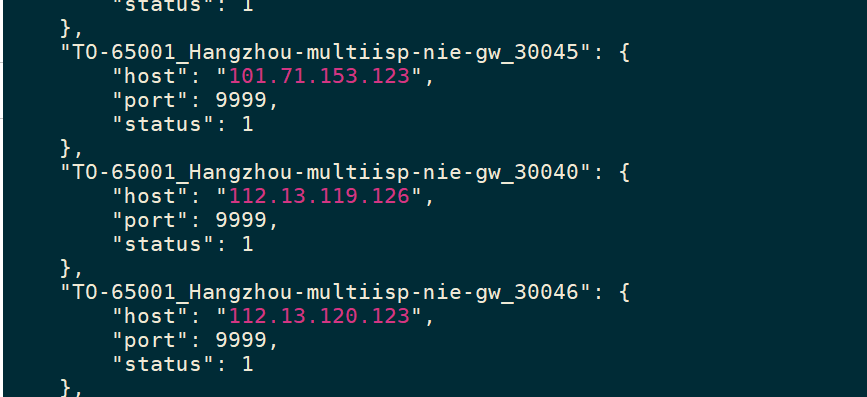 "status": 1
},
"TO-65001_Hangzhou-multiisp-nie-gw_30045": {
"host": "101.71.153.123",
"port": 9999,
"status": 1
},
"TO-65001_Hangzhou-multiisp-nie-gw_30040": {
"host": "112.13.119.126",
"port": 9999,
"status": 1
},
"TO-65001_Hangzhou-multiisp-nie-gw_30046": {
"host": "112.13.120.123",
"port": 9999,
"status": 1
},